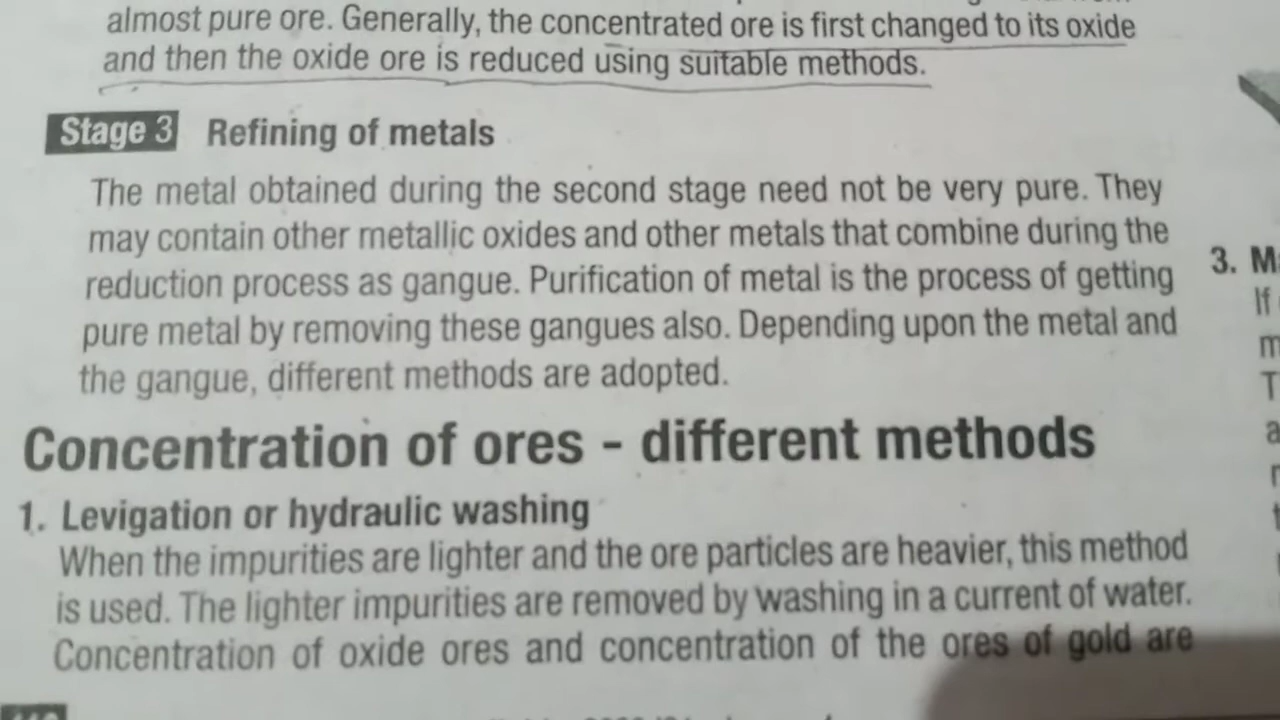 almost pure ore. Generally, the concentrated ore is first changed to its oxide
and then the oxide ore is reduced using suitable methods.
Stage 3 Refining of metals
The metal obtained during the second stage need not be very pure. They
may contain other metallic oxides and other metals that combine during the
reduction process as gangue. Purification of metal is the process of getting
pure metal by removing these gangues also. Depending upon the metal and
the gangue, different methods are adopted.
Concentration of ores - different methods
1. Levigation or hydraulic washing
When the impurities are lighter and the ore particles are heavier, this method
is used. The lighter impurities are removed by washing in a current of water.
Concentration of oxide ores and concentration of the ores of gold are
3.
If